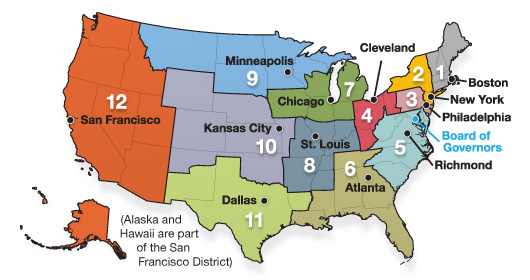 Cleveland
Minneapolis
9
2
1
Boston
12
7
New York
Chicago
3
Philadelphia
4
San Francisco
Kansas City
Board of
Governors
10
St. Louis
5
Richmond
8
6
Atlanta
Dallas
11
(Alaska and
Hawaii are part
of the San
Francisco District)